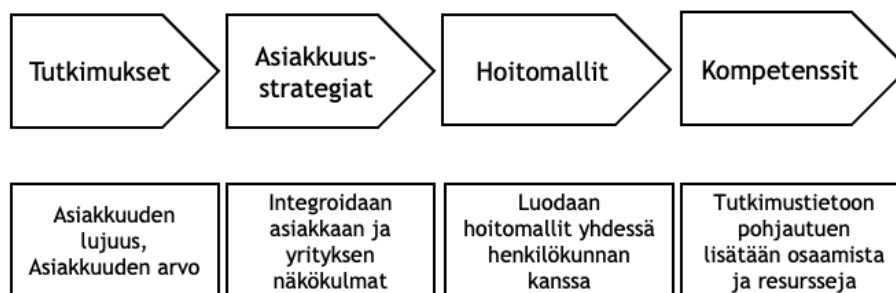 Tutkimukset
Asiakkuus-
strategiat
Hoitomallit
Kompetenssit
Asiakkuuden
lujuus,
Asiakkuuden arvo
Integroidaan
asiakkaan ja
yrityksen
näkökulmat
Luodaan
hoitomallit yhdessä
henkilökunnan
kanssa
Tutkimustietoon
pohjautuen
lisätään osaamista
ja resursseja